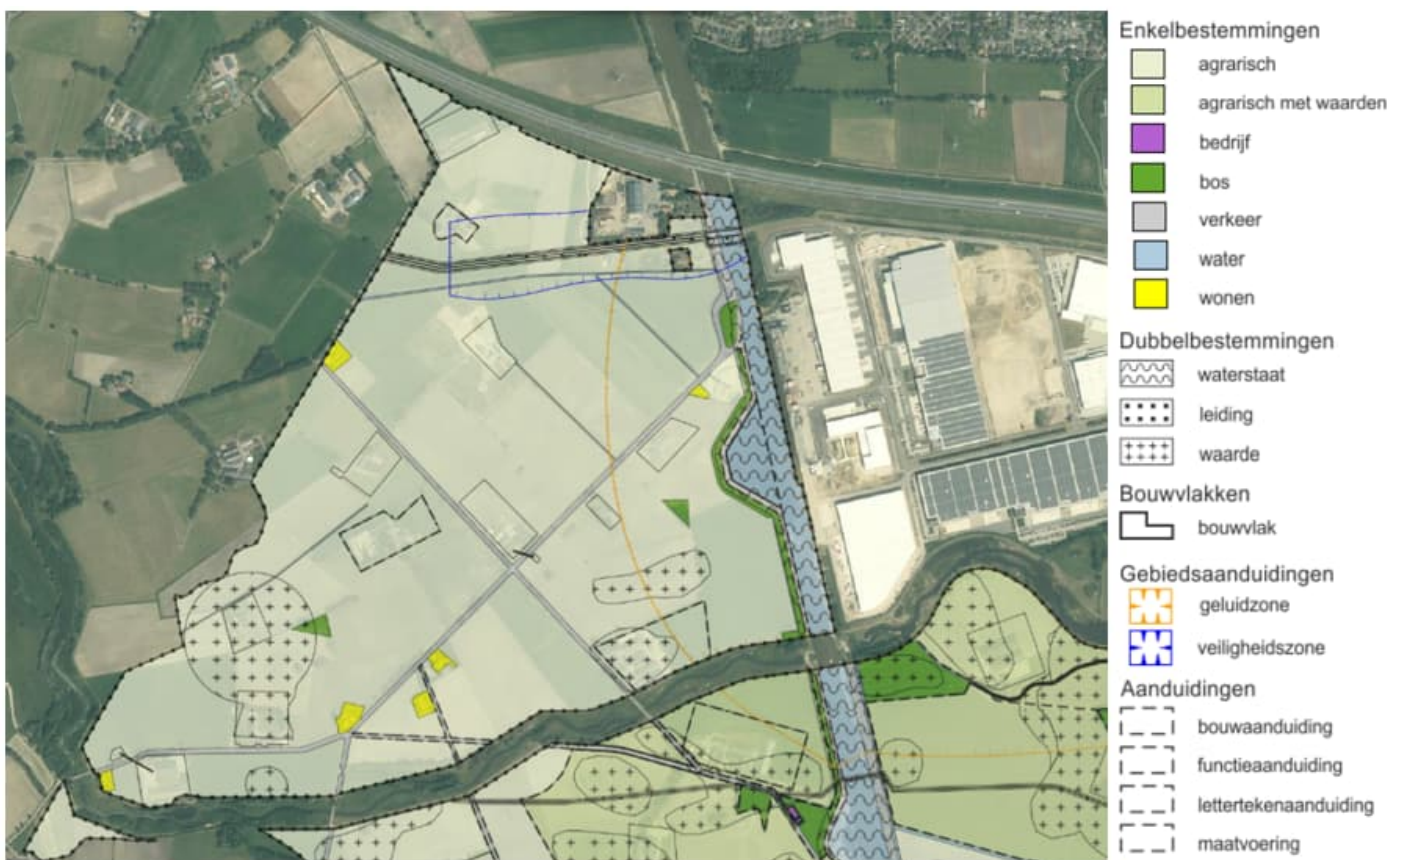 Enkelbestemmingen
agrarisch
agrarisch met waarden
bedrijf
bos
verkeer
water
wonen
Dubbelbestemmingen
waterstaat
leiding
waarde
Bouwvlakken
bouwvlak
Gebiedsaanduidingen
geluidzone
veiligheidszone
Aanduidingen
bouwaanduiding
functieaanduiding
lettertekenaanduiding
maatvoering